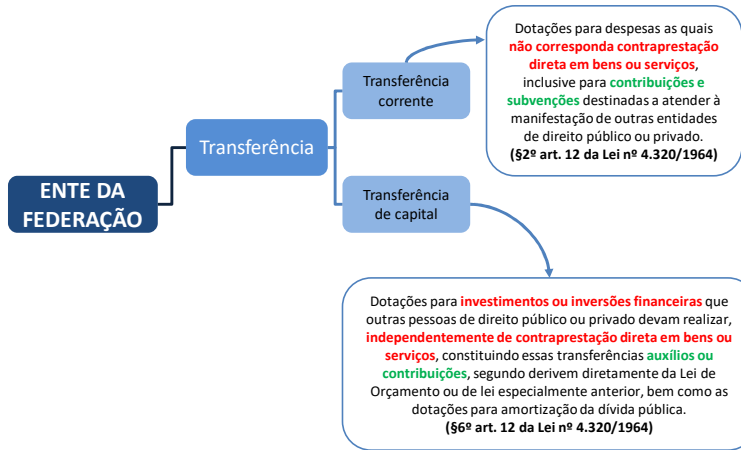 Dotações para despesas as quais
não corresponda contraprestação
direta em bens ou serviços,
inclusive para contribuições e
subvenções destinadas a atender à
manifestação de outras entidades
de direito público ou privado.
(§2º art. 12 da Lei nº 4.320/1964)
Transferência
corrente
Transferência
ENTE DA
FEDERAÇÃO
Transferência
de capital
Dotações para investimentos ou inversões financeiras que
outras pessoas de direito público ou privado devam realizar,
independentemente de contraprestação direta em bens ou
serviços, constituindo essas transferências auxílios ou
contribuições, segundo derivem diretamente da Lei de
Orçamento ou de lei especialmente anterior, bem como as
dotações para amortização da dívida pública.
(§6º art. 12 da Lei nº 4.320/1964)